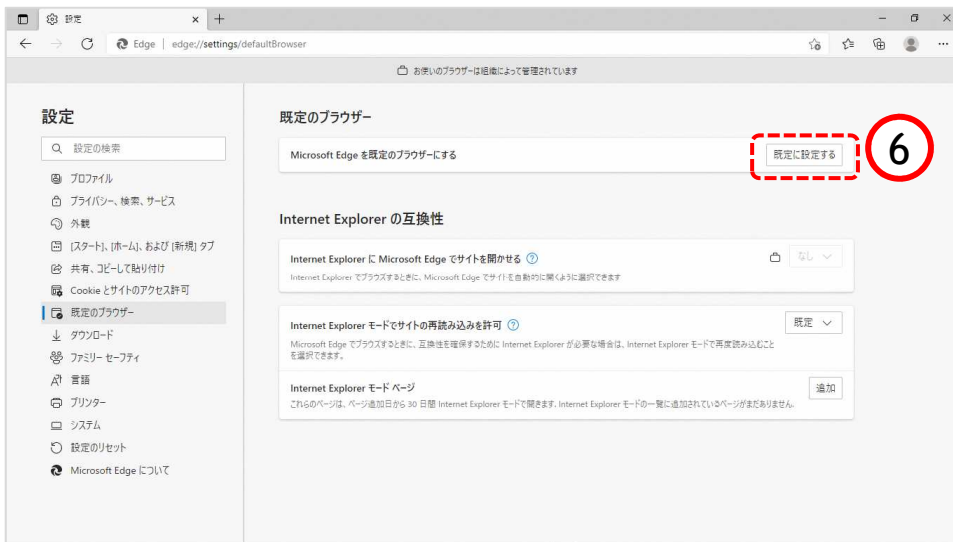 設定
Edge | edge://settings/defaultBrowser
お使いのブラウザーは組織によって管理されています
設定
設定の検索
プロファイル
プライバシー、検索、サービス
外観
[スタート]、[ホーム]、および [新規] タブ
共有、コピーして貼り付け
Cookie とサイトのアクセス許可
既定のブラウザー
ダウンロード
ファミリー セーフティ
言語
プリンター
システム
設定のリセット
Microsoft Edge について
既定のブラウザー
Microsoft Edge を既定のブラウザーにする
既定に設定する
6
Internet Explorer の互換性
Internet Explorer に Microsoft Edge でサイトを開かせる
なし
Internet Explorer でブラウズするときに、Microsoft Edge でサイトを自動的に開くように選択できます
Internet Explorer モードでサイトの再読み込みを許可
既定
Microsoft Edge でブラウズするときに、互換性を確保するために Internet Explorer が必要な場合は、Internet Explorer モードで再度読み込むこと
を選択できます。
Internet Explorer モード ページ
追加
これらのページは、ページ追加日から 30 日間 Internet Explorer モードで開きます。Internet Explorer モードの一覧に追加されているページがまだありません。